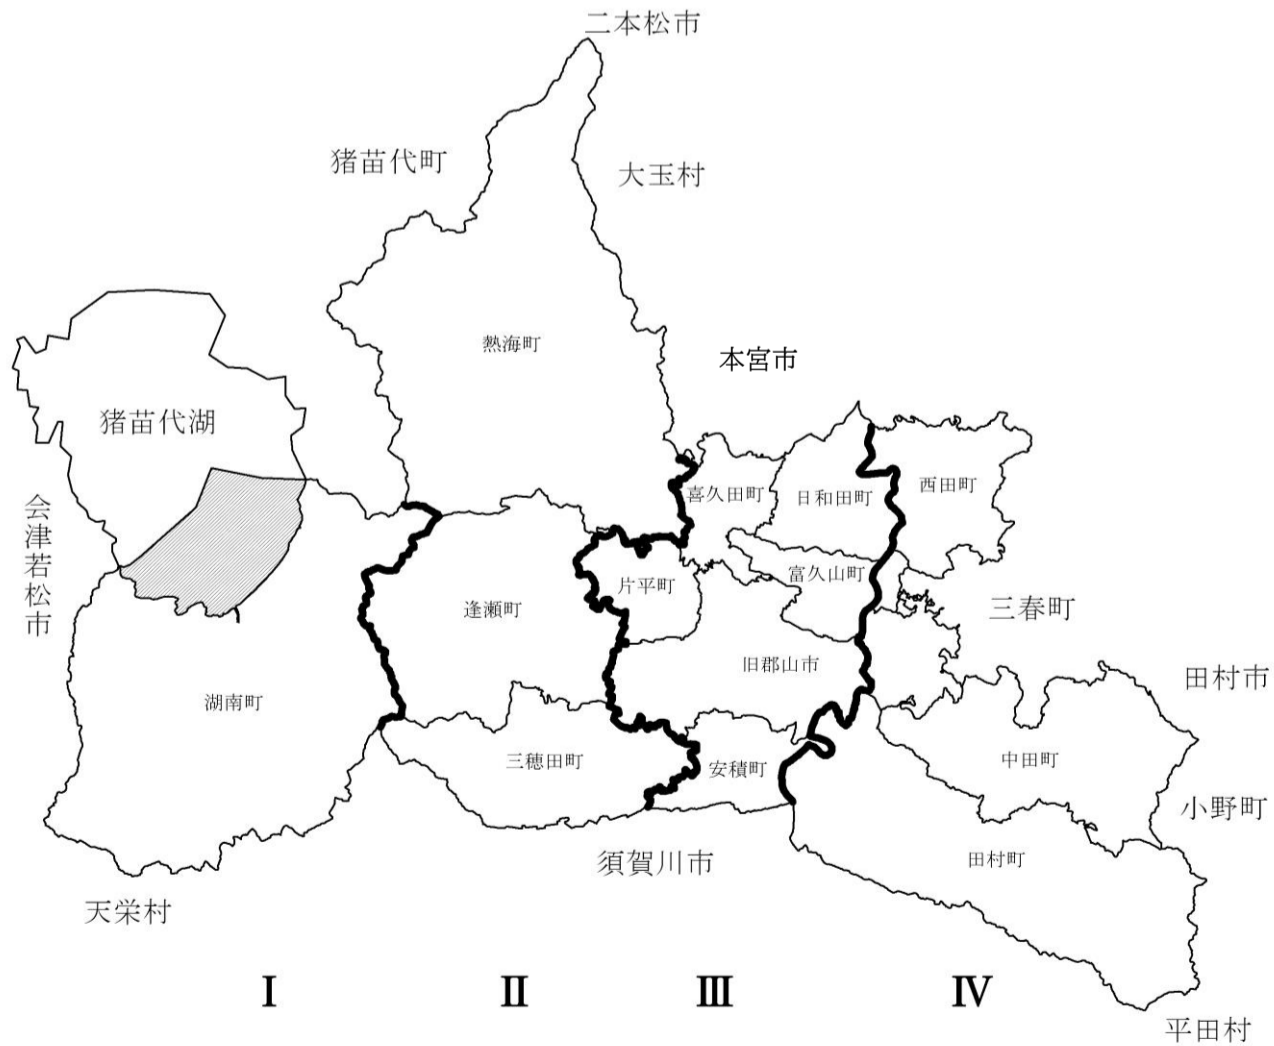 二本松市
猪苗代町
大玉村
熱海町
本宮市
猪苗代湖
喜久田町
日和田町
西田町
会津若松市
片平町
富久山町
逢瀬町
三春町
旧郡山市
田村市
湖南町
三穂田町
安積町
中田町
小野町
須賀川市
田村町
天栄村
Ⅰ Ⅱ Ⅲ Ⅳ
平田村